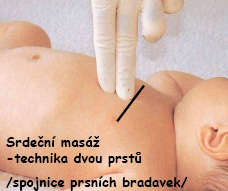 Srdeční masáž
-technika dvou prstů
/spojnice prsních bradavek/